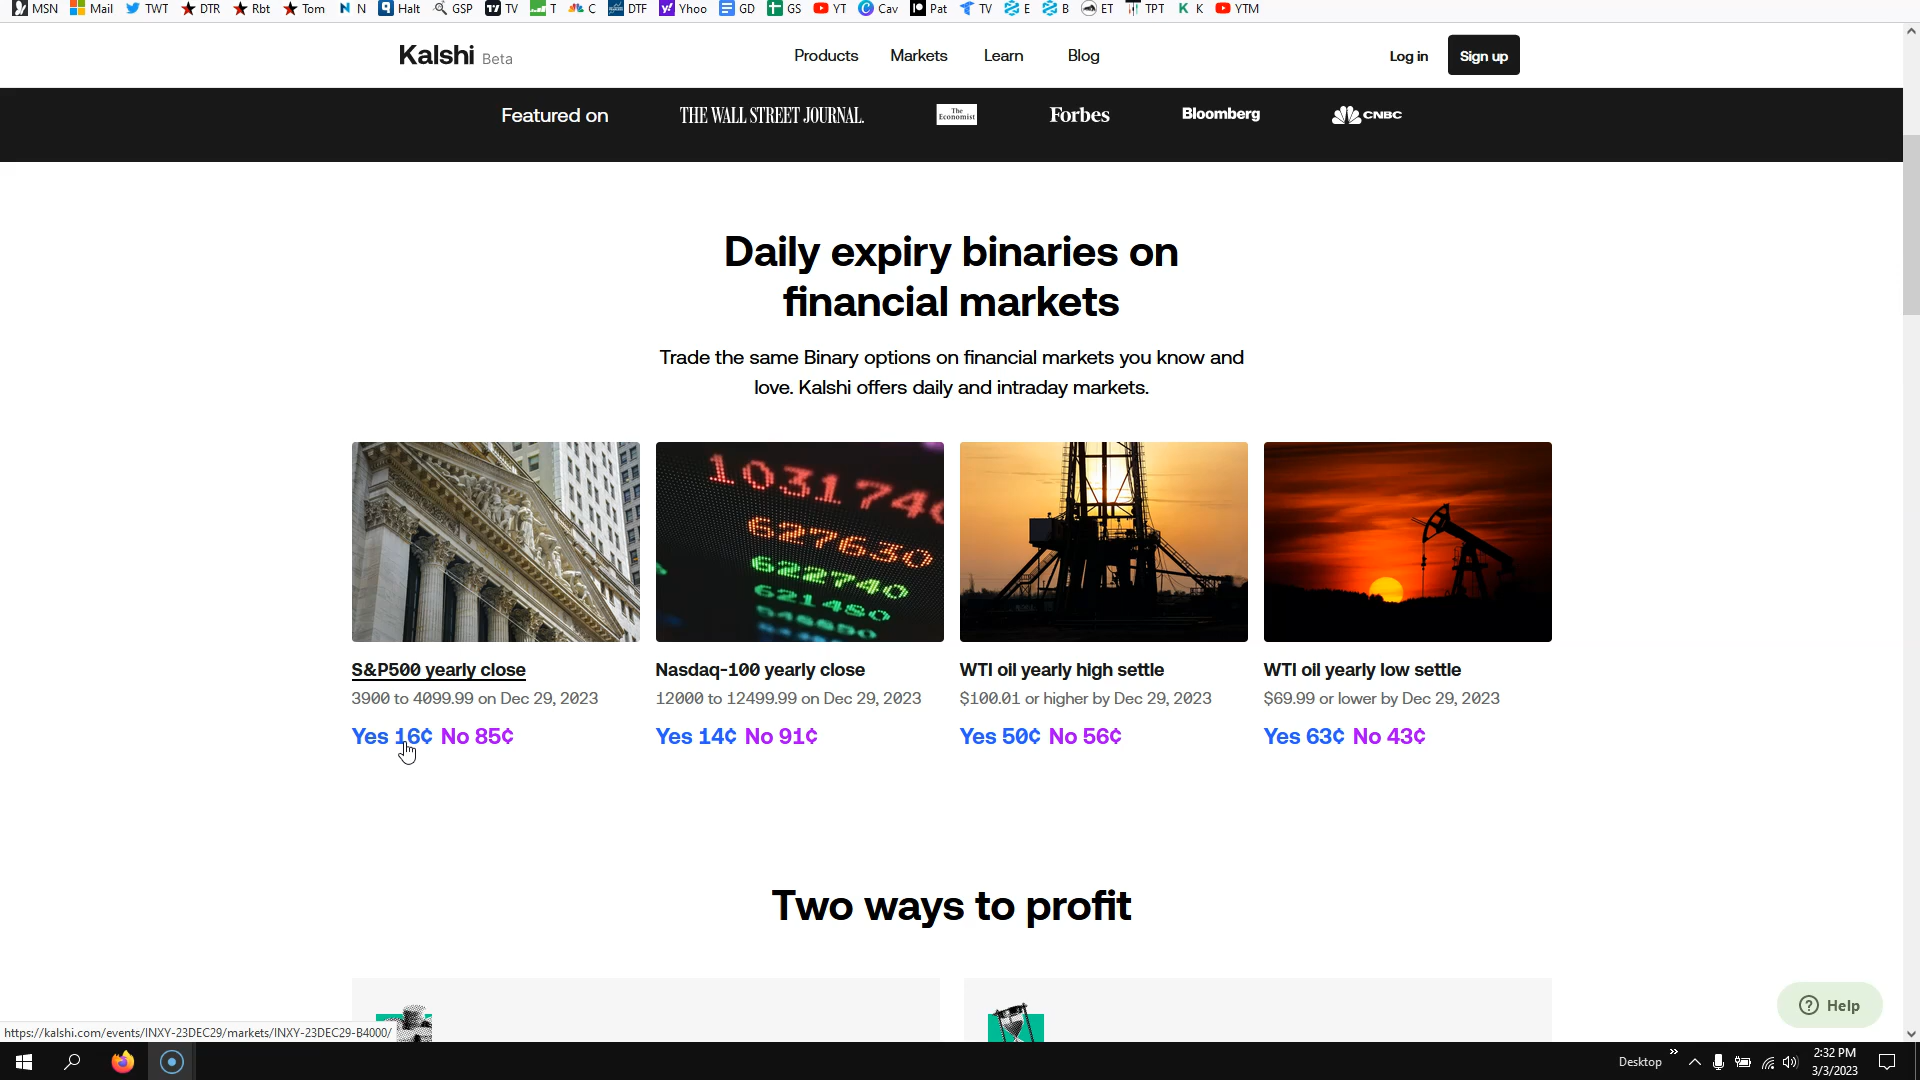 MSN Mail TWT DTR Rbt Tom N N Halt GSP TV T C DTF Yhoo GD GS YT Cav Pat TV E B ET TPT K K YTM
Kalshi Beta Products Markets Learn Blog Log in Sign up
Featured on THE WALL STREET JOURNAL. The Economist Forbes Bloomberg CNBC
Daily expiry binaries on
financial markets
Trade the same Binary options on financial markets you know and
love. Kalshi offers daily and intraday markets.
1031740
627630
622740
621480
S&P500 yearly close
3900 to 4099.99 on Dec 29, 2023
Yes 16¢ No 85¢
Nasdaq-100 yearly close
12000 to 12499.99 on Dec 29, 2023
Yes 14¢ No 91¢
WTI oil yearly high settle
$100.01 or higher by Dec 29, 2023
Yes 50¢ No 56¢
WTI oil yearly low settle
$69.99 or lower by Dec 29, 2023
Yes 63¢ No 43¢
Two ways to profit
Help
https://kalshi.com/events/INXY-23DEC29/markets/INXY-23DEC29-B4000/
Desktop
2:32 PM
3/3/2023